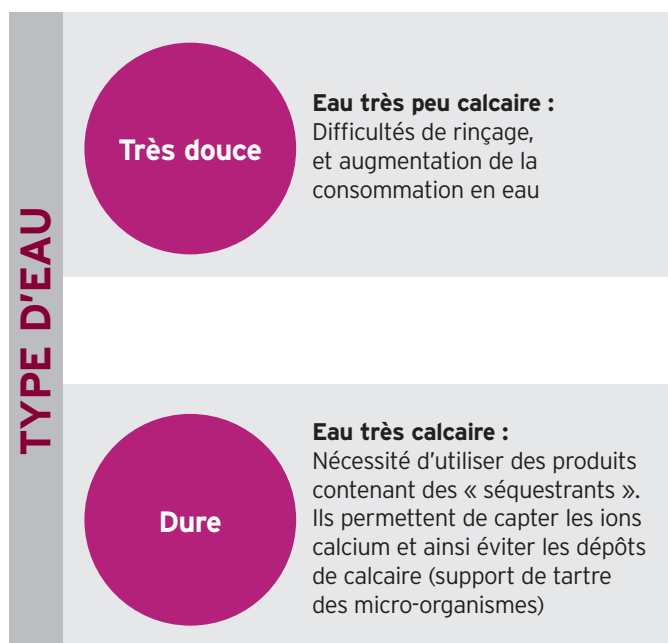 TYPE D'EAU
Très douce
Eau très peu calcaire :
Difficultés de rinçage,
et augmentation de la
consommation en eau
Dure
Eau très calcaire :
Nécessité d'utiliser des produits
contenant des « séquestrants ».
Ils permettent de capter les ions
calcium et ainsi éviter les dépôts
de calcaire (support de tartre
des micro-organismes)